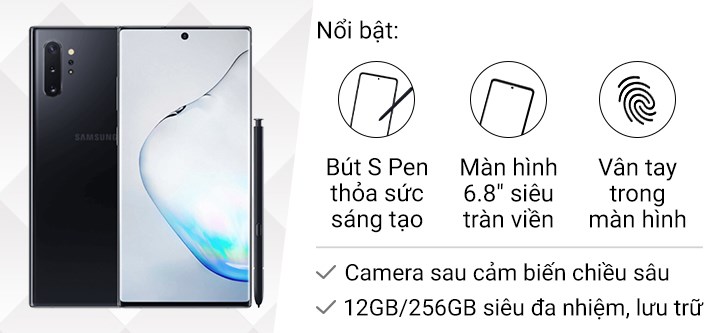 Nổi bật:
SAMSUNG
Bút S Pen
thỏa sức
sáng tạo
Màn hình
6.8" siêu
tràn viền
Vân tay
trong
màn hình
Camera sau cảm biến chiều sâu
12GB/256GB siêu đa nhiệm, lưu trữ